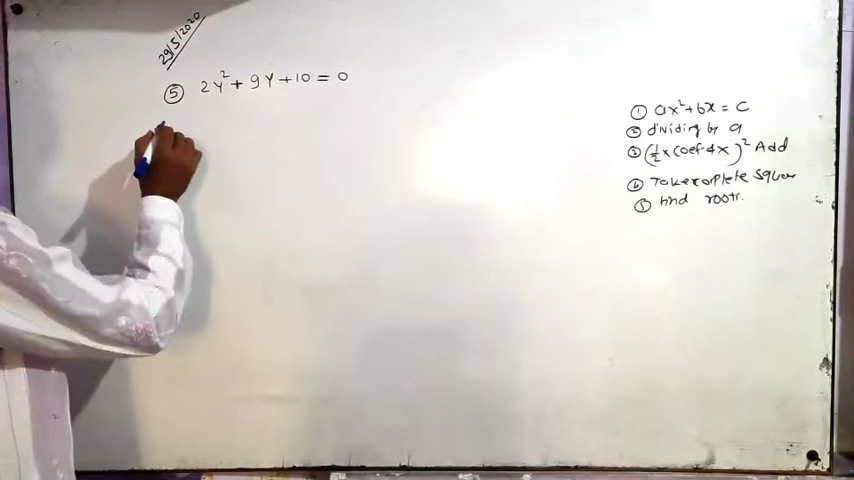 29/5/2020
⑤ 2y² + 9y + 10 = 0
① ax² + bx = c
② dividing by a
③ (½ x coef. of x)² Add
④ Take complete square
⑤ find roots.